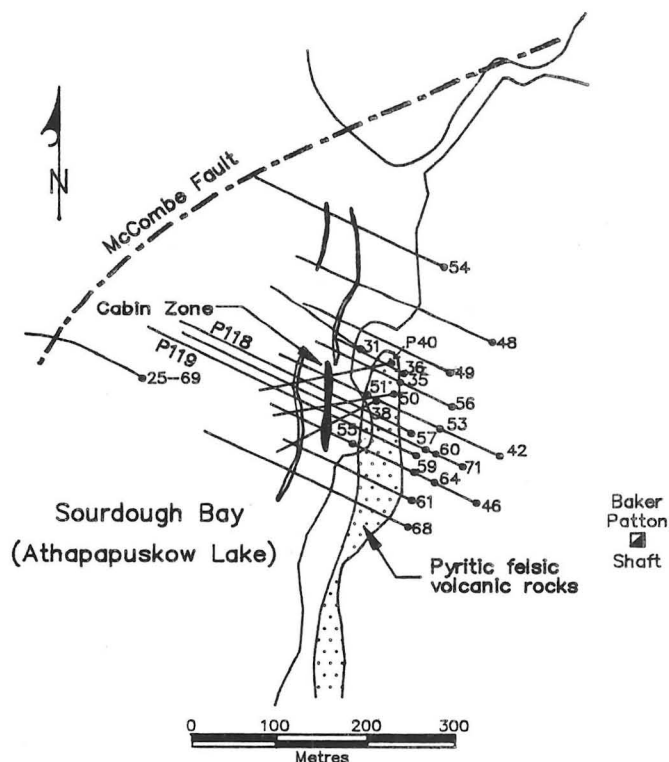 N
McCombe Fault
54
Cabin Zone
48
P118
P119
31
P40
25--69
36
49
35
51
50
56
38
53
55
57
60
42
59
71
64
61
46
68
Sourdough Bay
(Athapapuskow Lake)
Baker
Patton
Shaft
Pyritic felsic
volcanic rocks
0 100 200 300
Metres